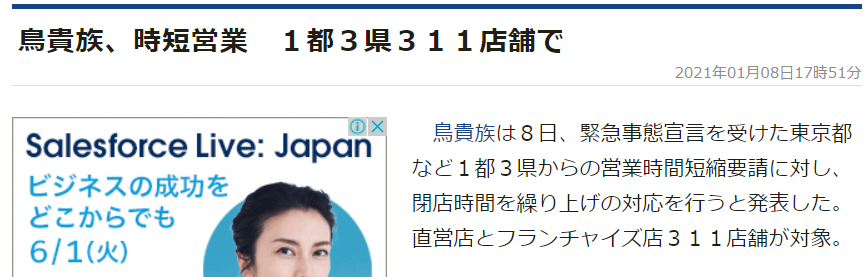 鳥貴族、時短営業　１都３県３１１店舗で
2021年01月08日17時51分
Salesforce Live: Japan
ビジネスの成功を
どこからでも
6/1(火)
鳥貴族は８日、緊急事態宣言を受けた東京都
など１都３県からの営業時間短縮要請に対し、
閉店時間を繰り上げの対応を行うと発表した。
直営店とフランチャイズ店３１１店舗が対象。